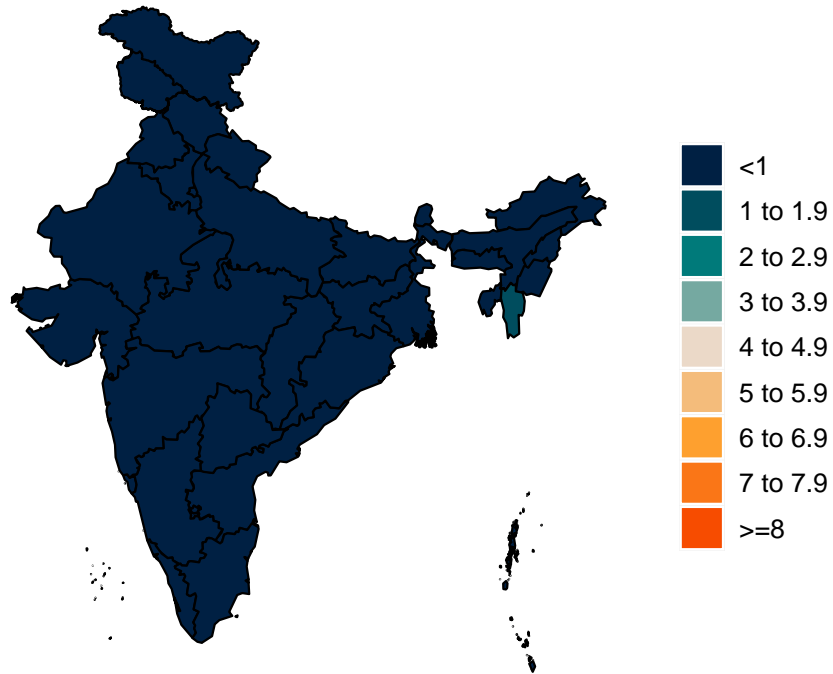 <1
1 to 1.9
2 to 2.9
3 to 3.9
4 to 4.9
5 to 5.9
6 to 6.9
7 to 7.9
>=8